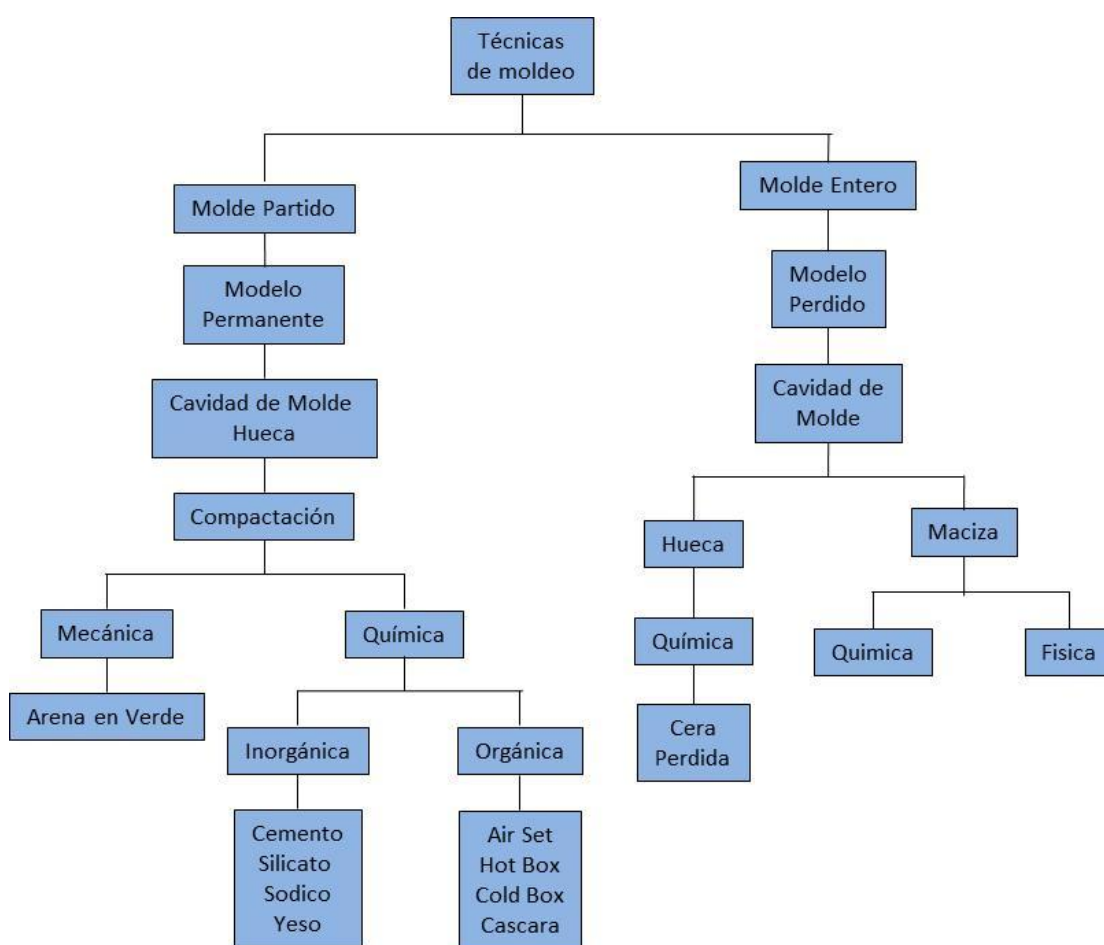 Técnicas
de moldeo
Molde Partido
Molde Entero
Modelo
Permanente
Modelo
Perdido
Cavidad de Molde
Hueca
Cavidad de
Molde
Compactación
Hueca
Maciza
Mecánica
Química
Química
Quimica
Fisica
Arena en Verde
Inorgánica
Orgánica
Cera
Perdida
Cemento
Silicato
Sodico
Yeso
Air Set
Hot Box
Cold Box
Cascara